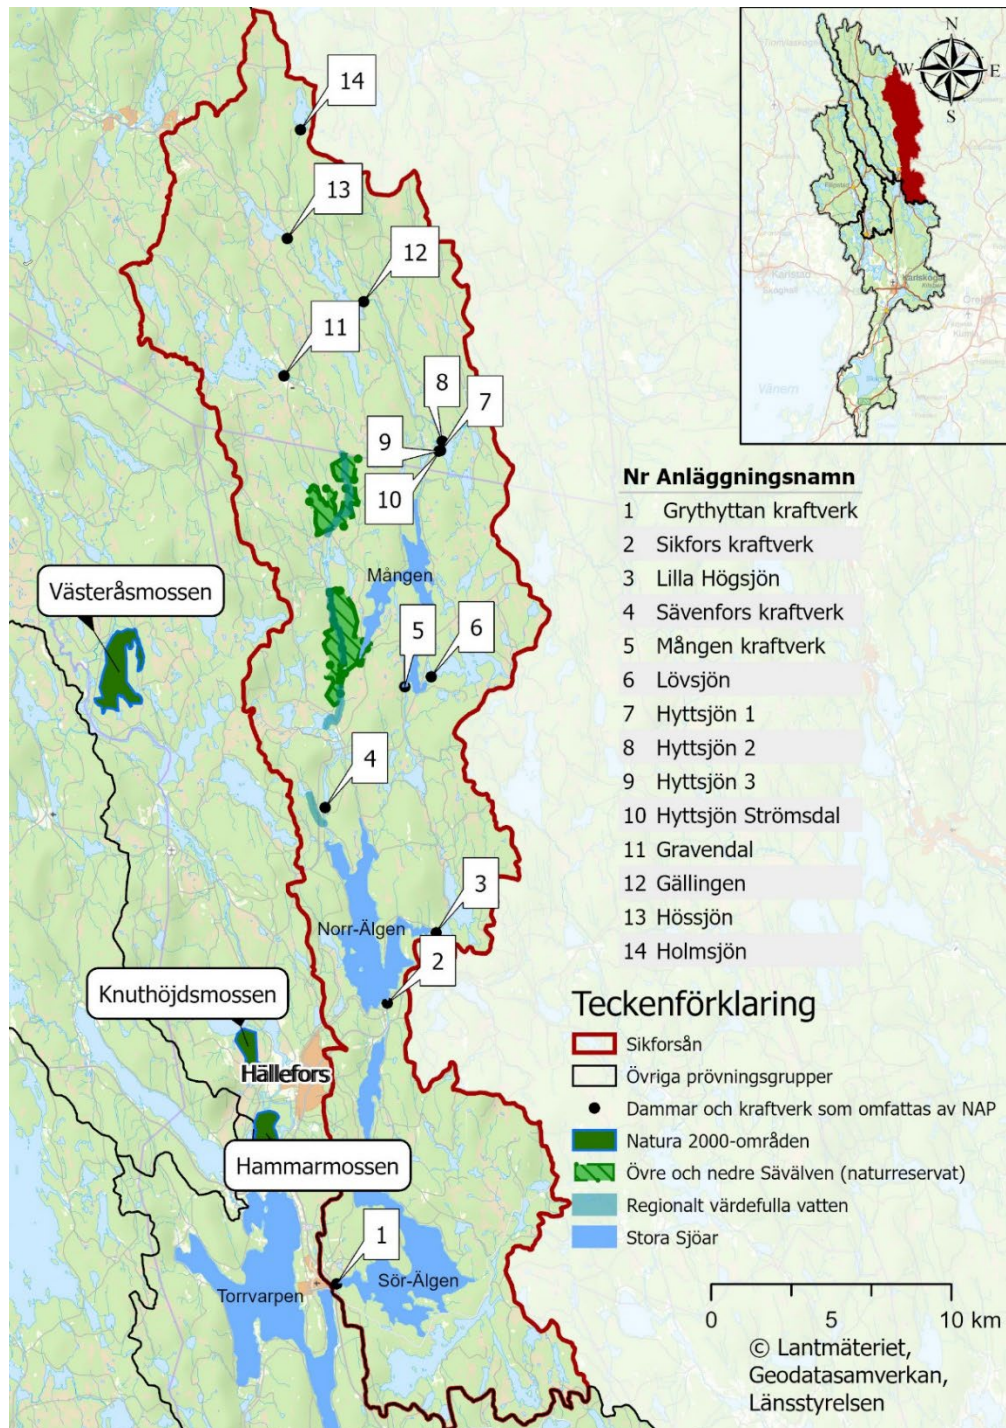 14
13
12
11
8
7
9
10
Mången
Västeråsmossen
5
6
4
3
Norr-Älgen
2
Knuthöjdsmossen
Hällefors
Hammarmossen
1
Sör-Älgen
Torrvarpen
N
W
E
S
Karlstad
Karlskoga
Vänern
Nr Anläggningsnamn
1 Grythyttan kraftverk
2 Sikfors kraftverk
3 Lilla Högsjön
4 Sävenfors kraftverk
5 Mången kraftverk
6 Lövsjön
7 Hyttsjön 1
8 Hyttsjön 2
9 Hyttsjön 3
10 Hyttsjön Strömsdal
11 Gravendal
12 Gällingen
13 Hössjön
14 Holmsjön
Teckenförklaring
Sikforsån
Övriga prövningsgrupper
Dammar och kraftverk som omfattas av NAP
Natura 2000-områden
Övre och nedre Sävälven (naturreservat)
Regionalt värdefulla vatten
Stora Sjöar
0 5 10 km
© Lantmäteriet,
Geodatasamverkan,
Länsstyrelsen